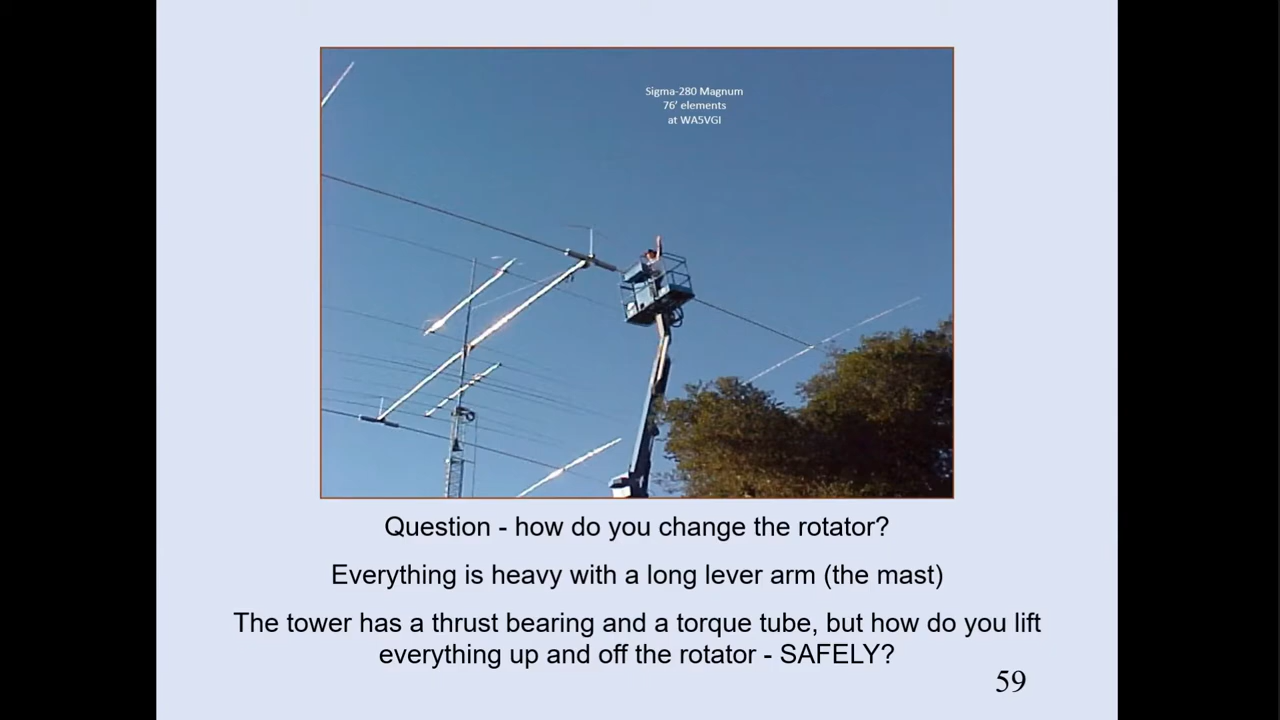 Sigma-280 Magnum
76' elements
at WA5VGI
Question - how do you change the rotator?
Everything is heavy with a long lever arm (the mast)
The tower has a thrust bearing and a torque tube, but how do you lift
everything up and off the rotator - SAFELY?
59